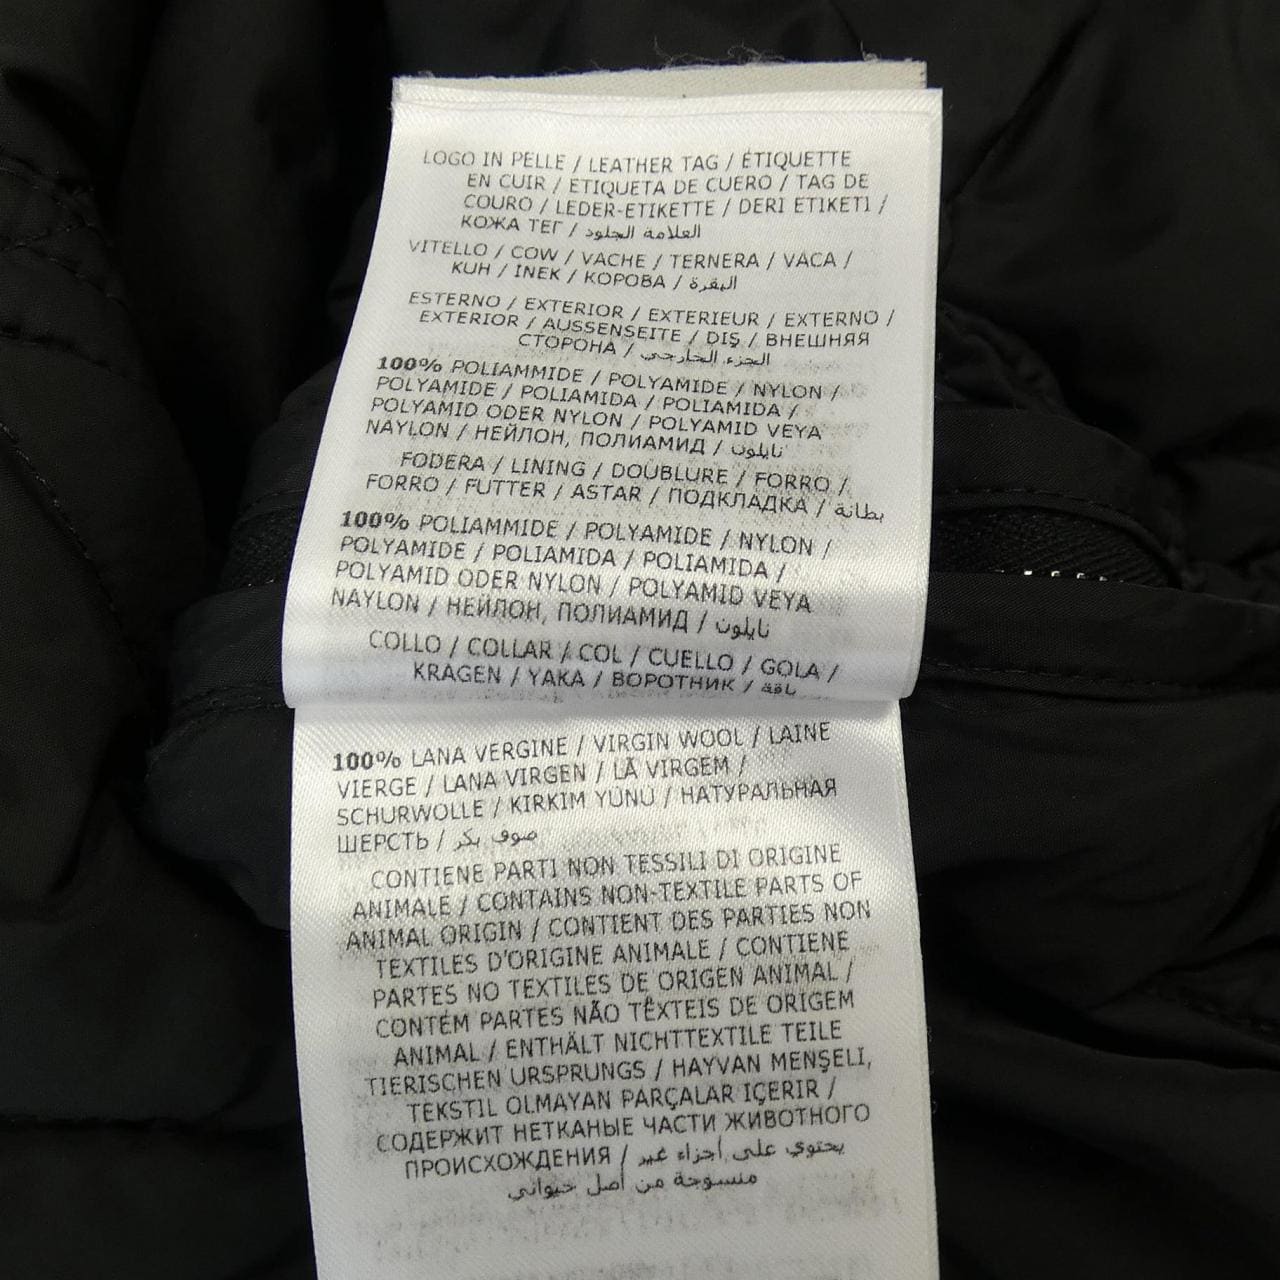 LOGO IN PELLE / LEATHER TAG / ÉTIQUETTE
EN CUIR / ETIQUETA DE CUERO / TAG DE
COURO / LEDER-ETIKETTE / DERI ETIKETI /
КОЖА ТЕГ / العلامة الجلود
VITELLO / COW / VACHE / TERNERA / VACA /
KUH / INEK / КОРОВА / البقرة
ESTERNO / EXTERIOR / EXTERIEUR / EXTERNO /
EXTERIOR / AUSSENSEITE / DIŞ / ВНЕШНЯЯ
СТОРОНА / الجزء الخارجي
100% POLIAMMIDE / POLYAMIDE / NYLON /
POLYAMIDE / POLIAMIDA / POLIAMIDA /
POLYAMID ODER NYLON / POLYAMID VEYA
NAYLON / НЕЙЛОН, ПОЛИАМИД / نايلون
FODERA / LINING / DOUBLURE / FORRO /
FORRO / FUTTER / ASTAR / ПОДКЛАДКА / بطانة
100% POLIAMMIDE / POLYAMIDE / NYLON /
POLYAMIDE / POLIAMIDA / POLIAMIDA /
POLYAMID ODER NYLON / POLYAMID VEYA
NAYLON / НЕЙЛОН, ПОЛИАМИД / نايلون
COLLO / COLLAR / COL / CUELLO / GOLA /
KRAGEN / YAKA / ВОРОТНИК / ياقة
100% LANA VERGINE / VIRGIN WOOL / LAINE
VIERGE / LANA VIRGEN / LÃ VIRGEM /
SCHURWOLLE / KIRKIM YÜNÜ / НАТУРАЛЬНАЯ
ШЕРСТЬ / صوف بكر
CONTIENE PARTI NON TESSILI DI ORIGINE
ANIMALE / CONTAINS NON-TEXTILE PARTS OF
ANIMAL ORIGIN / CONTIENT DES PARTIES NON
TEXTILES D'ORIGINE ANIMALE / CONTIENE
PARTES NO TEXTILES DE ORIGEN ANIMAL /
CONTÉM PARTES NÃO TÊXTEIS DE ORIGEM
ANIMAL / ENTHÄLT NICHTTEXTILE TEILE
TIERISCHEN URSPRUNGS / HAYVAN MENŞELI,
TEKSTIL OLMAYAN PARÇALAR IÇERIR /
СОДЕРЖИТ НЕТКАНЫЕ ЧАСТИ ЖИВОТНОГО
ПРОИСХОЖДЕНИЯ / يحتوي على أجزاء غير
منسوجة من أصل حيواني